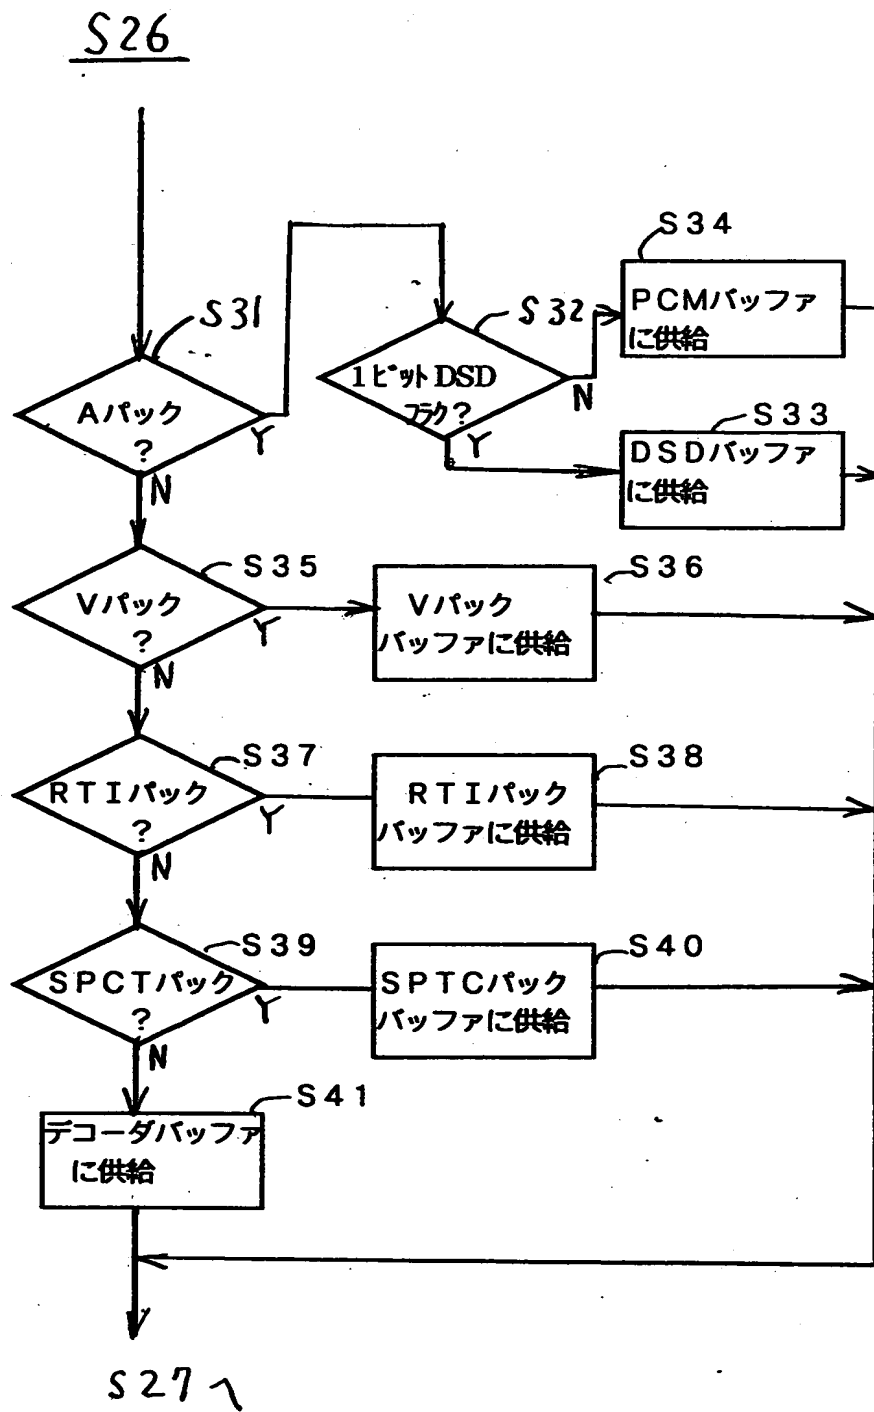 S26
S34
S31
S32
PCMバッファ
に供給
1ビットDSD
フラグ?
N
Aパック
?
Y
Y
S33
DSDバッファ
に供給
N
S35
S36
Vパック
?
Y
Vパック
バッファに供給
N
S37
S38
RTIパック
?
Y
RTIパック
バッファに供給
N
S39
S40
SPCTパック
?
Y
SPTCパック
バッファに供給
N
S41
デコーダバッファ
に供給
S27へ